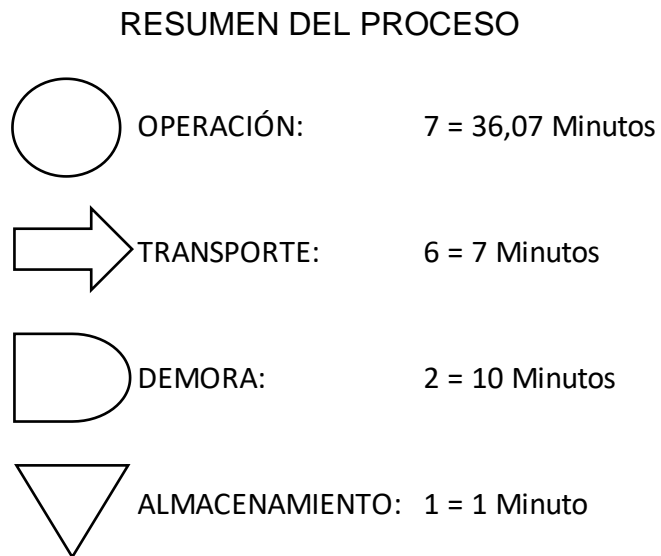 RESUMEN DEL PROCESO
OPERACIÓN: 7 = 36,07 Minutos
TRANSPORTE: 6 = 7 Minutos
DEMORA: 2 = 10 Minutos
ALMACENAMIENTO: 1 = 1 Minuto